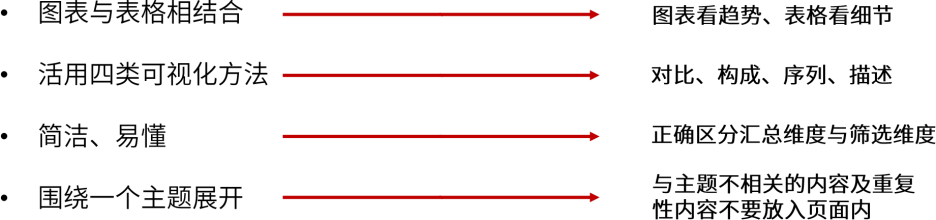 • 图表与表格相结合 图表看趋势、表格看细节
• 活用四类可视化方法 对比、构成、序列、描述
• 简洁、易懂 正确区分汇总维度与筛选维度
• 围绕一个主题展开 与主题不相关的内容及重复
性内容不要放入页面内